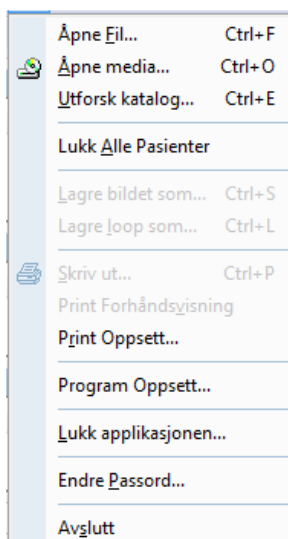 Åpne Fil... Ctrl+F
Åpne media... Ctrl+O
Utforsk katalog... Ctrl+E
Lukk Alle Pasienter
Lagre bildet som... Ctrl+S
Lagre loop som... Ctrl+L
Skriv ut... Ctrl+P
Print Forhåndsvisning
Print Oppsett...
Program Oppsett...
Lukk applikasjonen...
Endre Passord...
Avslutt